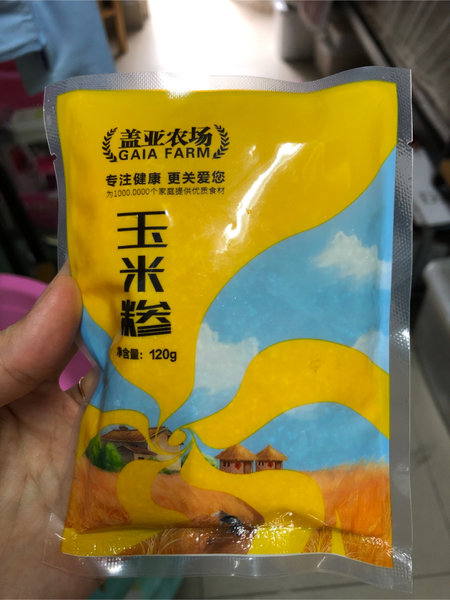 盖亚农场
GAIA FARM
专注健康 更关爱您
为1000.0000个家庭提供优质食材
玉米糁
净含量：120g